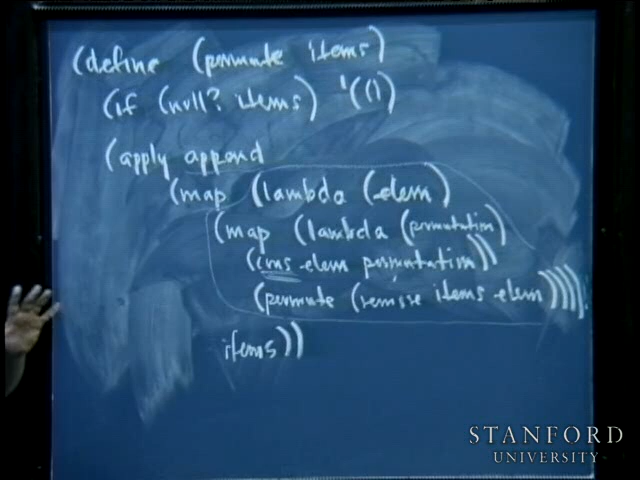 (define (permute items)
(if (null? items) '(())
(apply append
(map (lambda (elem)
(map (lambda (permutation)
(cons elem permutation))
(permute (remove items elem))))
items))
STANFORD
UNIVERSITY